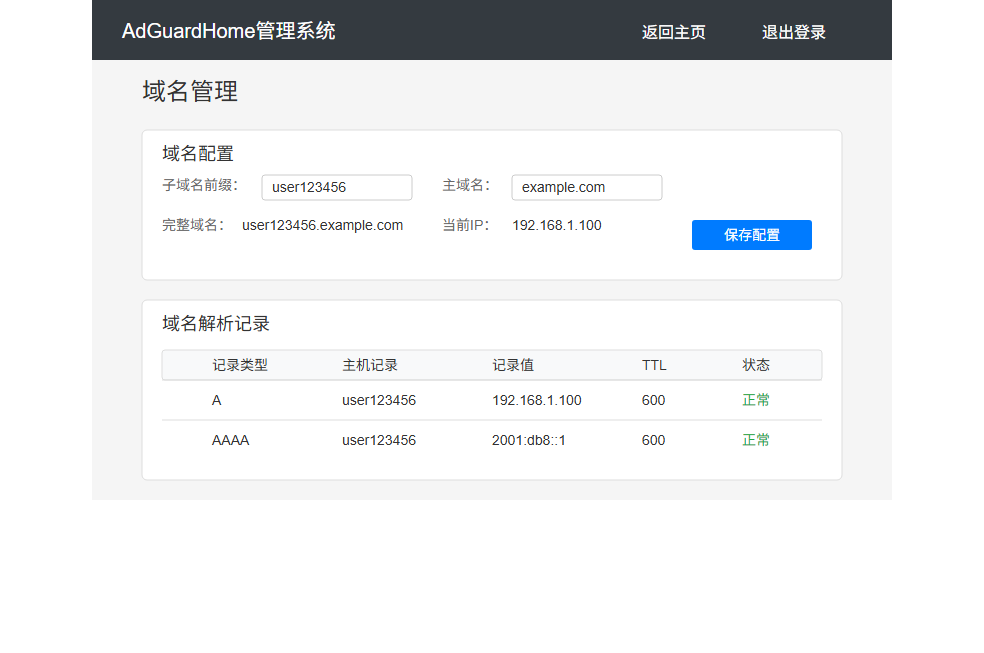 AdGuardHome管理系统 返回主页 退出登录
域名管理
域名配置
子域名前缀： user123456 主域名： example.com
完整域名： user123456.example.com 当前IP： 192.168.1.100 保存配置
域名解析记录
记录类型 主机记录 记录值 TTL 状态
A user123456 192.168.1.100 600 正常
AAAA user123456 2001:db8::1 600 正常